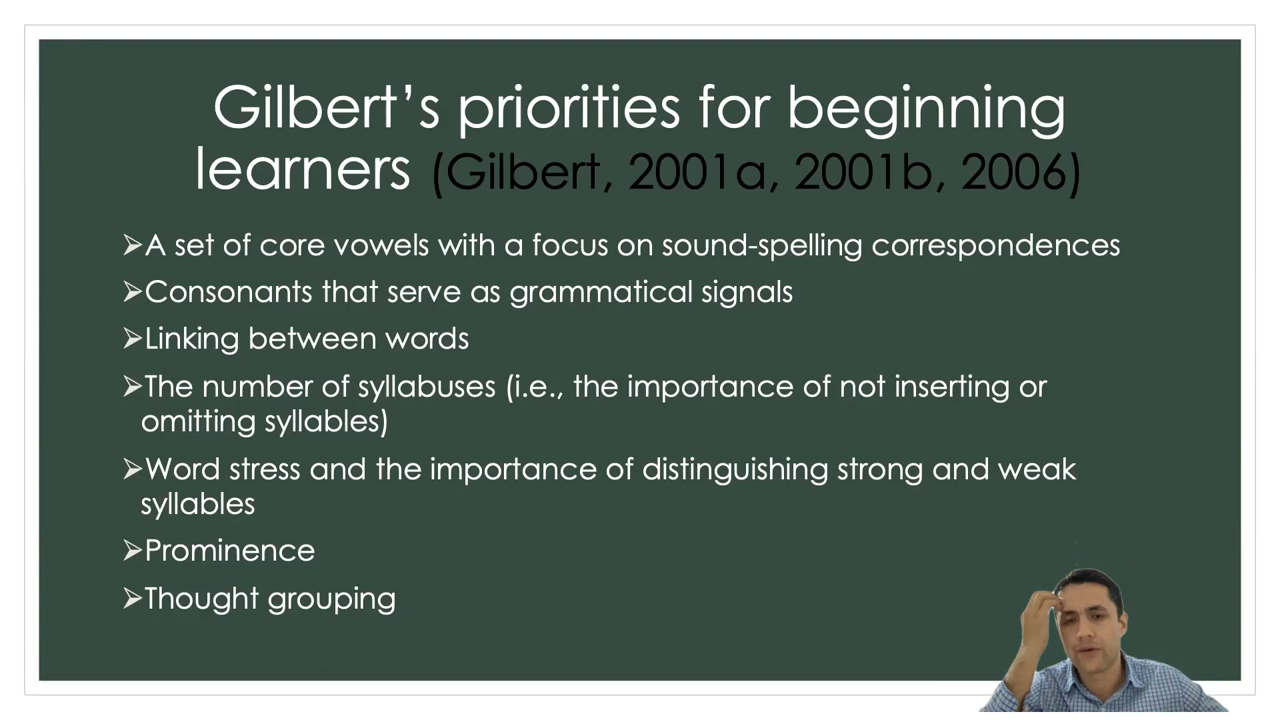 Gilbert’s priorities for beginning
learners (Gilbert, 2001a, 2001b, 2006)
➢A set of core vowels with a focus on sound-spelling correspondences
➢Consonants that serve as grammatical signals
➢Linking between words
➢The number of syllabuses (i.e., the importance of not inserting or
omitting syllables)
➢Word stress and the importance of distinguishing strong and weak
syllables
➢Prominence
➢Thought grouping